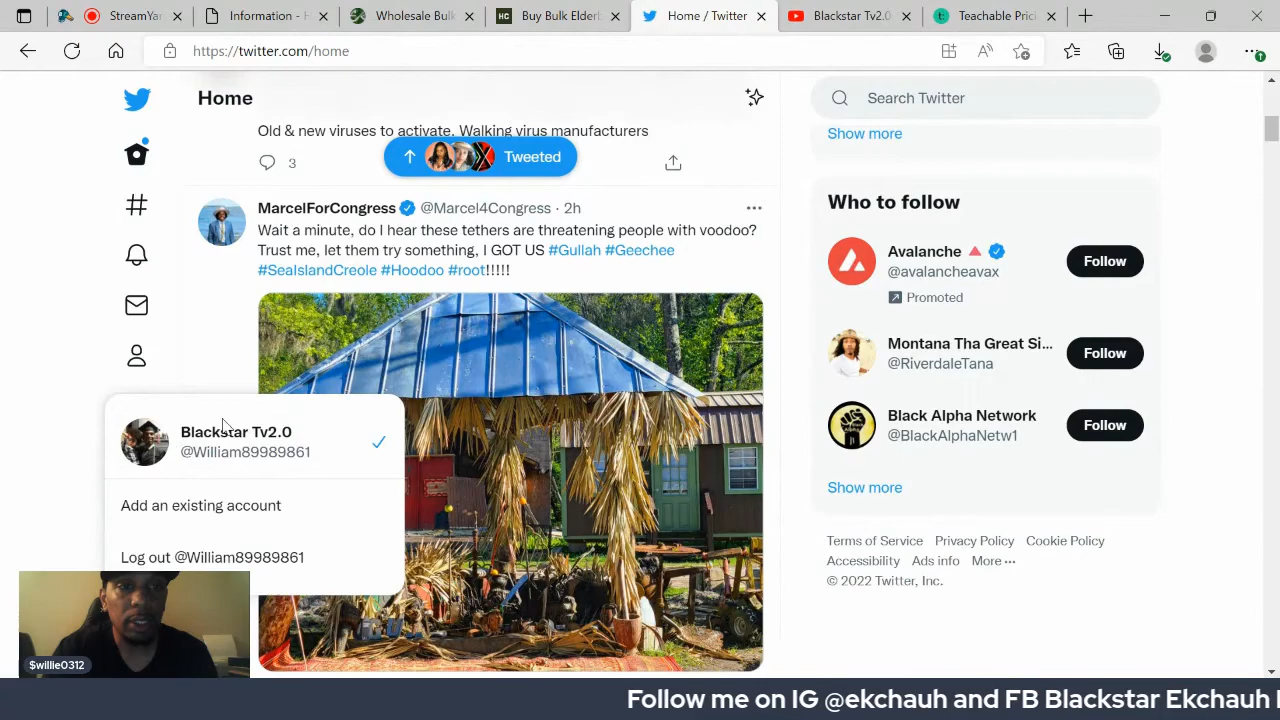 StreamYar
Information - H
Wholesale Bulk
HC
Buy Bulk Elderb
Home / Twitter
Blackstar Tv2.0
Teachable Prici
https://twitter.com/home
Home
Search Twitter
Show more
Old & new viruses to activate. Walking virus manufacturers
Tweeted
3
MarcelForCongress @Marcel4Congress · 2h
Wait a minute, do I hear these tethers are threatening people with voodoo?
Trust me, let them try something, I GOT US #Gullah #Geechee
#SeaIslandCreole #Hoodoo #root!!!!!
Who to follow
Avalanche
@avalancheavax
Promoted
Follow
Montana Tha Great Si...
@RiverdaleTana
Follow
Black Alpha Network
@BlackAlphaNetw1
Follow
Show more
Terms of Service Privacy Policy Cookie Policy
Accessibility Ads info More ···
© 2022 Twitter, Inc.
Blackstar Tv2.0
@William89989861
Add an existing account
Log out @William89989861
$willie0312
Follow me on IG @ekchauh and FB Blackstar Ekchauh